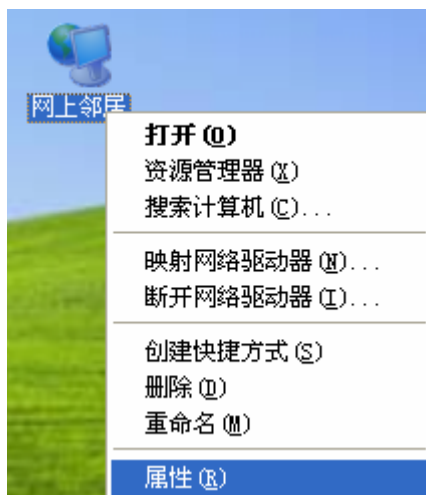 网上邻居
打开(O)
资源管理器(X)
搜索计算机(C)...
映射网络驱动器(N)...
断开网络驱动器(I)...
创建快捷方式(S)
删除(D)
重命名(M)
属性(R)